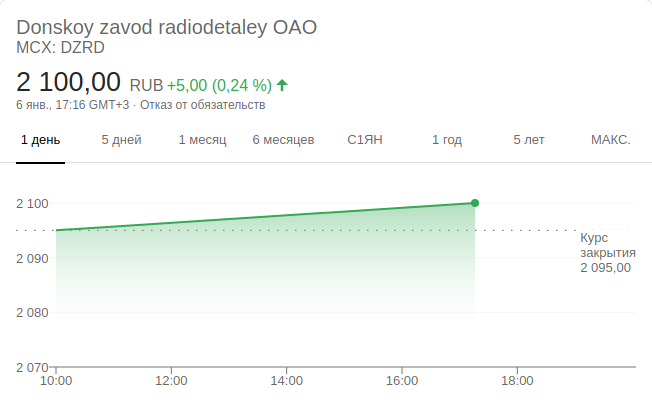 Donskoy zavod radiodetaley OAO
MCX: DZRD
2 100,00 RUB +5,00 (0,24 %)
6 янв., 17:16 GMT+3 · Отказ от обязательств
1 день 5 дней 1 месяц 6 месяцев С1ЯН 1 год 5 лет МАКС.
2 100
Курс
закрытия
2 095,00
2 090
2 080
2 070
10:00 12:00 14:00 16:00 18:00